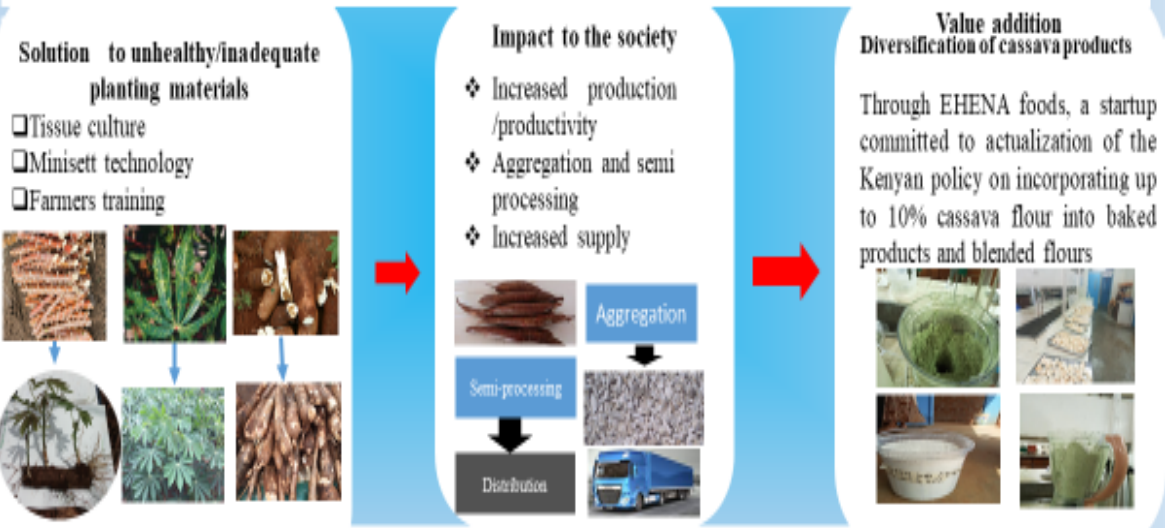 Solution to unhealthy/inadequate
planting materials
❑Tissue culture
❑Minisett technology
❑Farmers training
Impact to the society
❖ Increased production
/productivity
❖ Aggregation and semi
processing
❖ Increased supply
Aggregation
Semi-processing
Distribution
Value addition
Diversification of cassava products
Through EHENA foods, a startup
committed to actualization of the
Kenyan policy on incorporating up
to 10% cassava flour into baked
products and blended flours